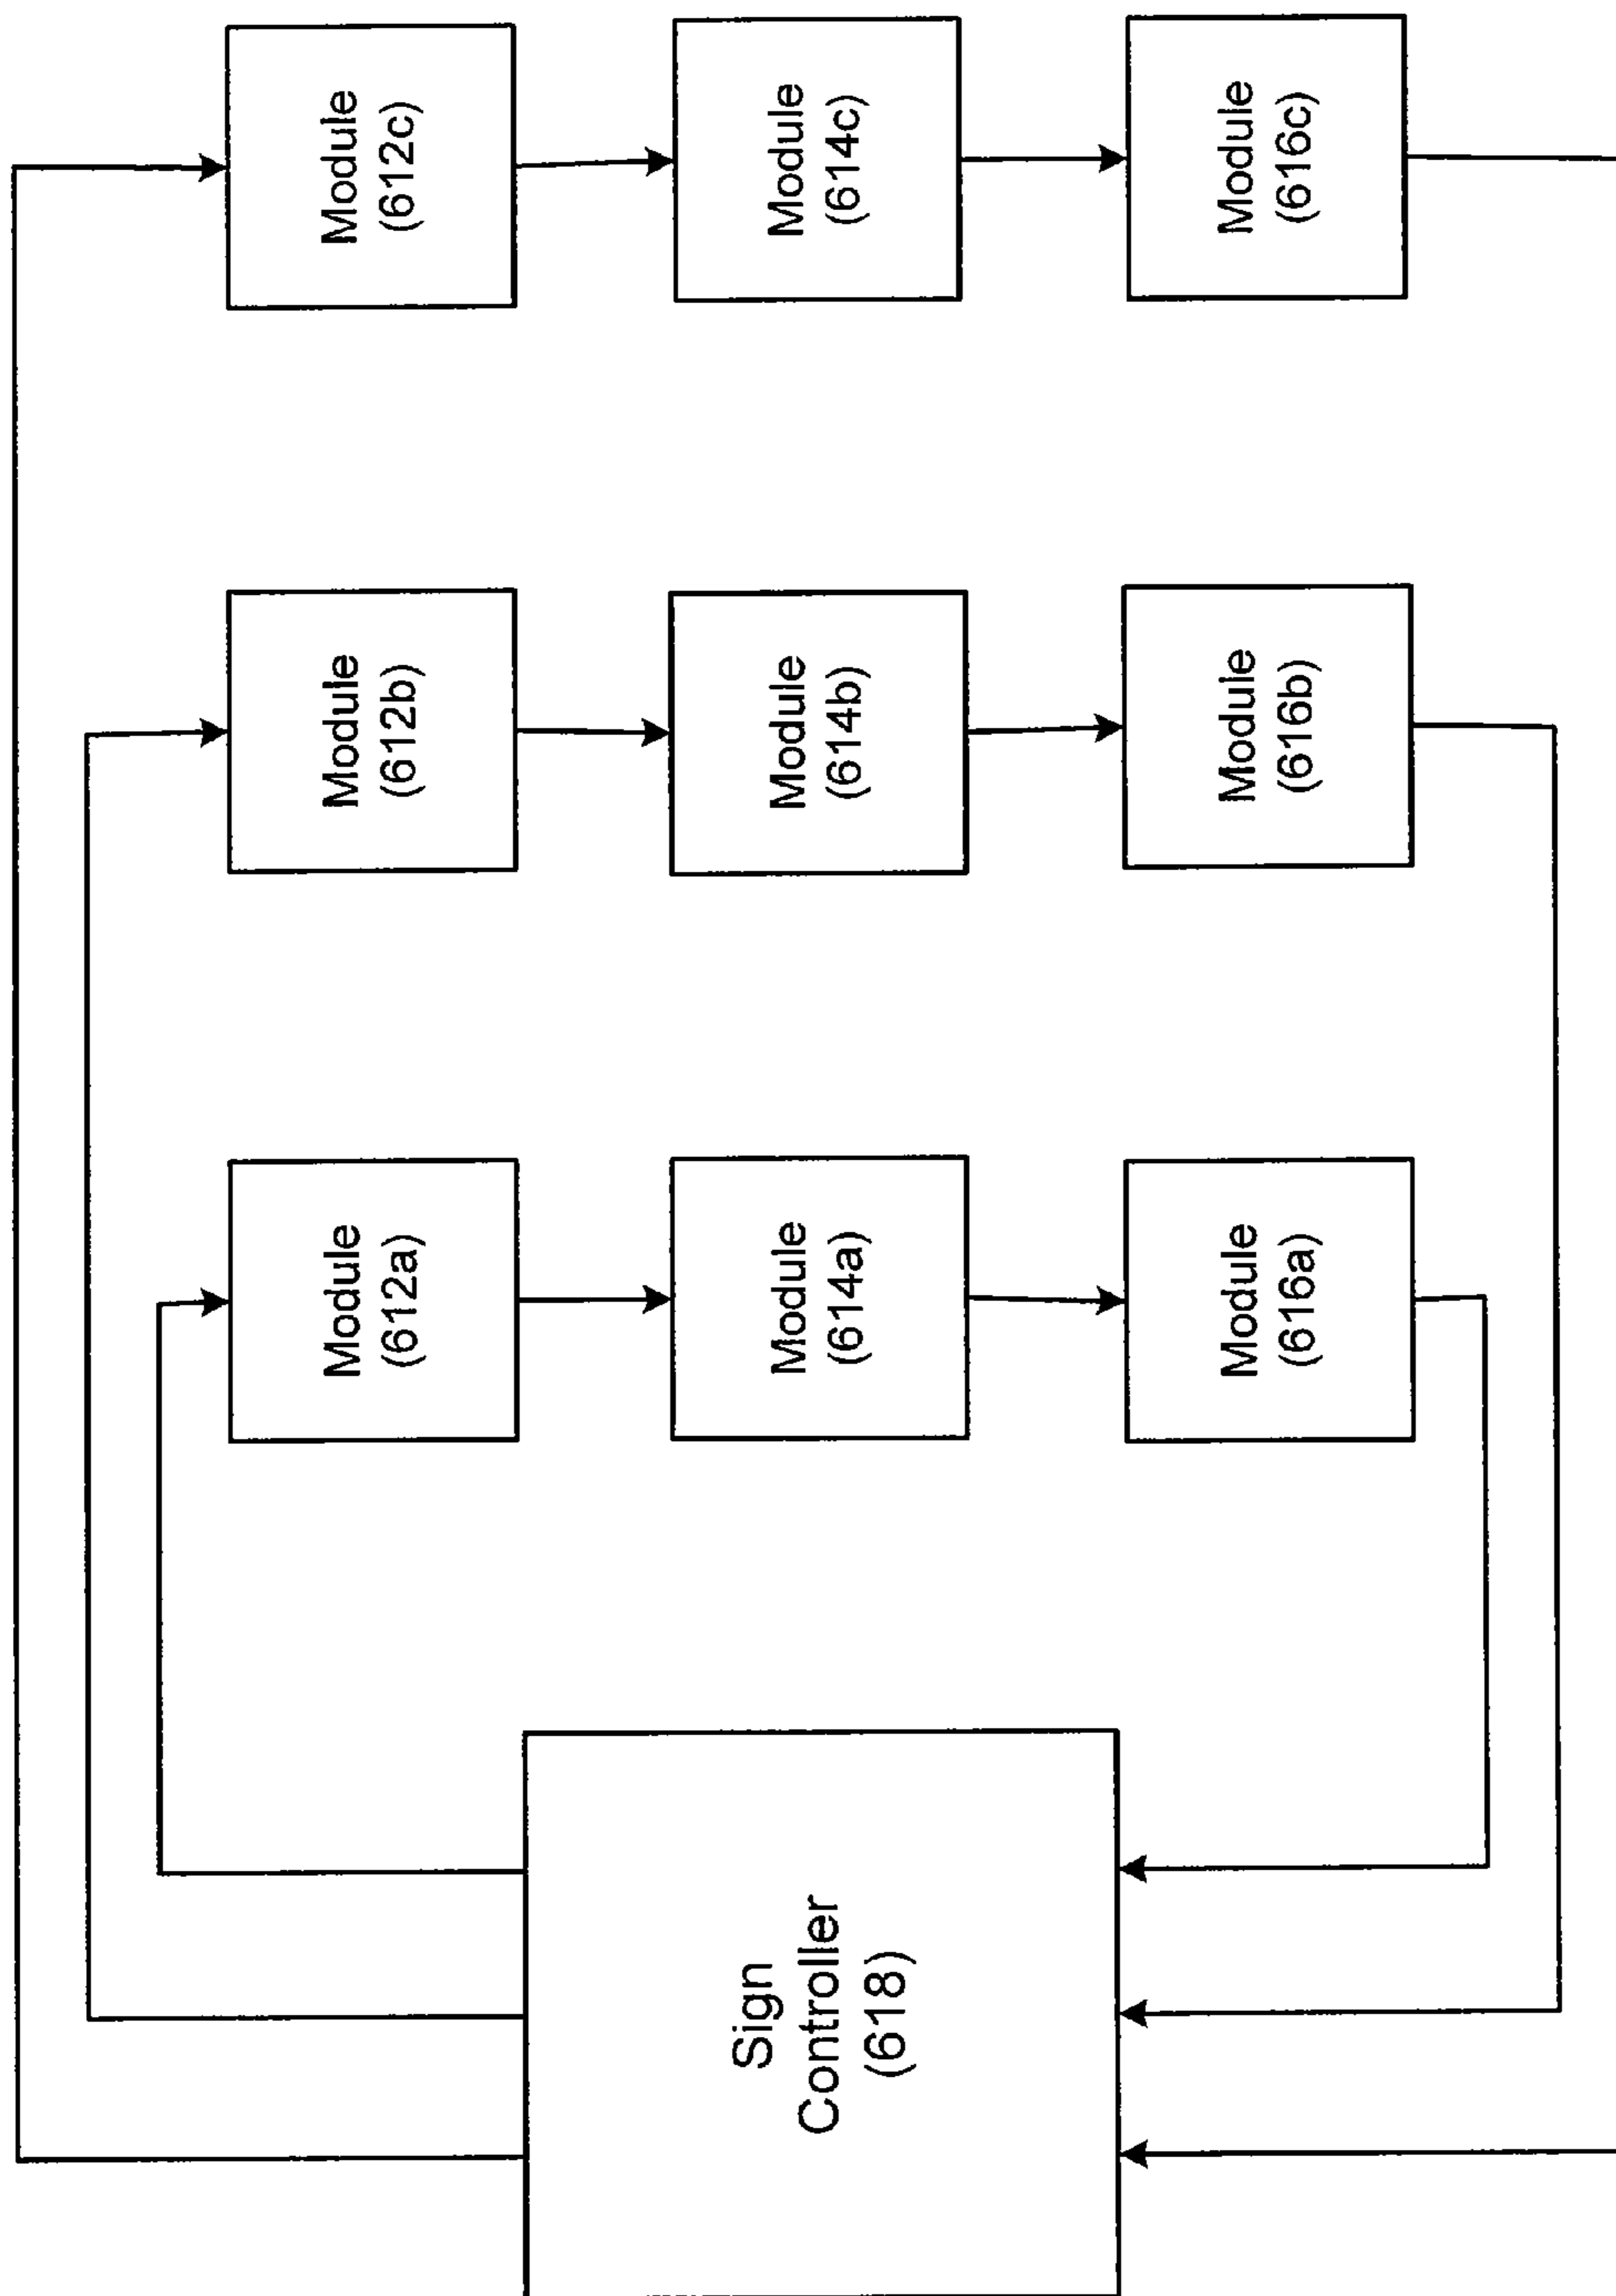 Module
(612a)
Module
(612b)
Module
(612c)
Sign
Controller
(618)
Module
(614a)
Module
(614b)
Module
(614c)
Module
(616a)
Module
(616b)
Module
(616c)